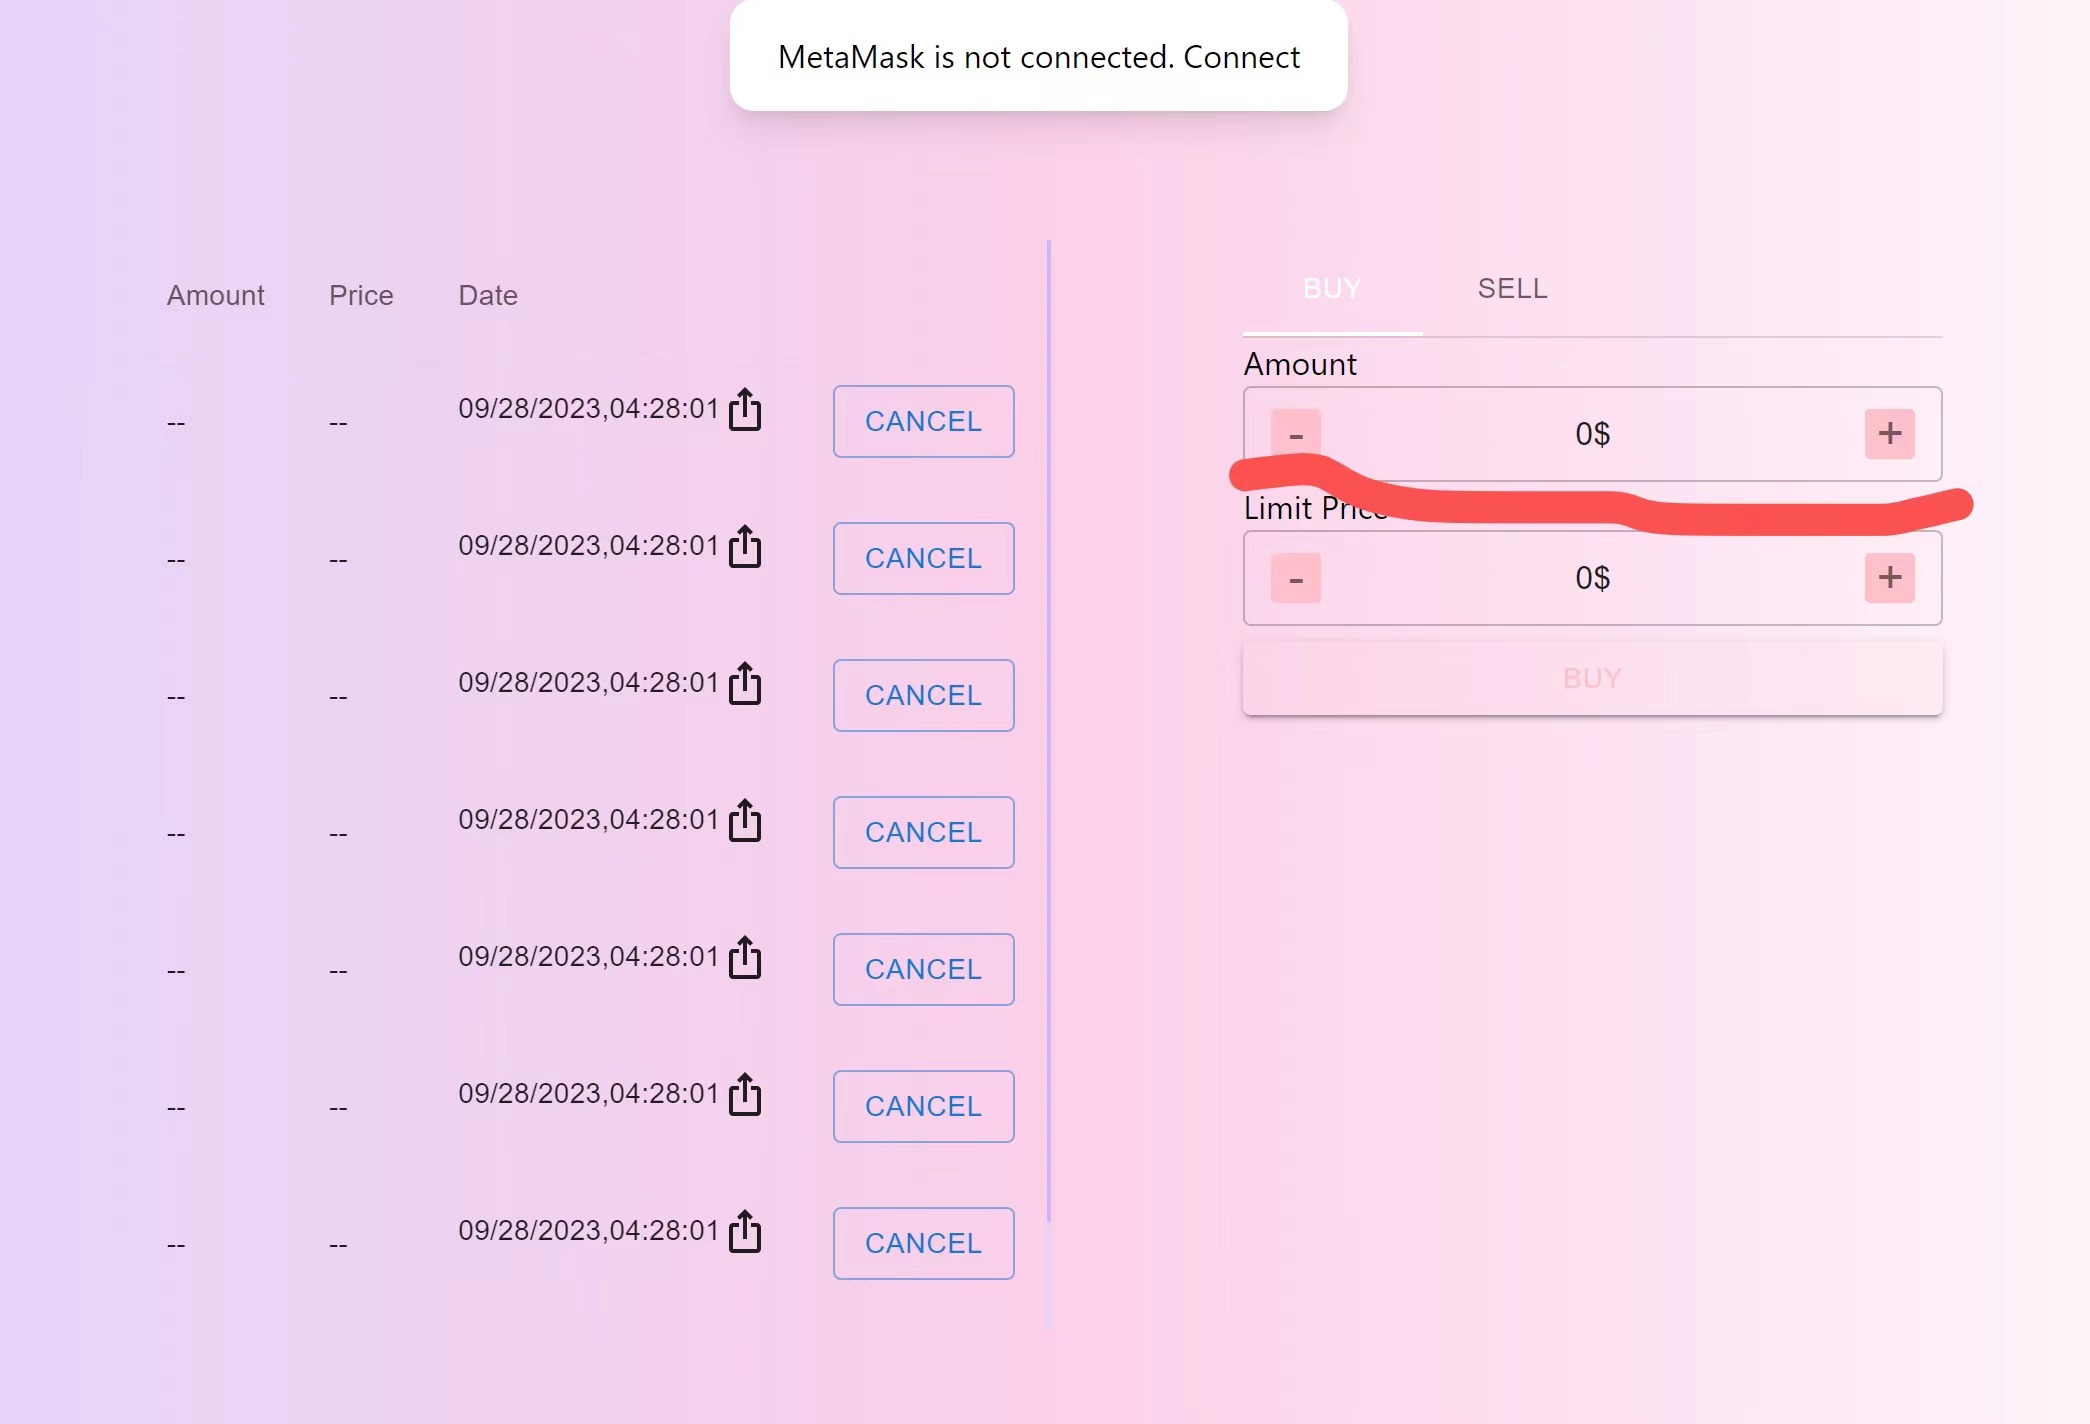 MetaMask is not connected. Connect
Amount Price Date
-- -- 09/28/2023,04:28:01 CANCEL
-- -- 09/28/2023,04:28:01 CANCEL
-- -- 09/28/2023,04:28:01 CANCEL
-- -- 09/28/2023,04:28:01 CANCEL
-- -- 09/28/2023,04:28:01 CANCEL
-- -- 09/28/2023,04:28:01 CANCEL
-- -- 09/28/2023,04:28:01 CANCEL
BUY SELL
Amount
- 0$ +
Limit Price
- 0$ +
BUY